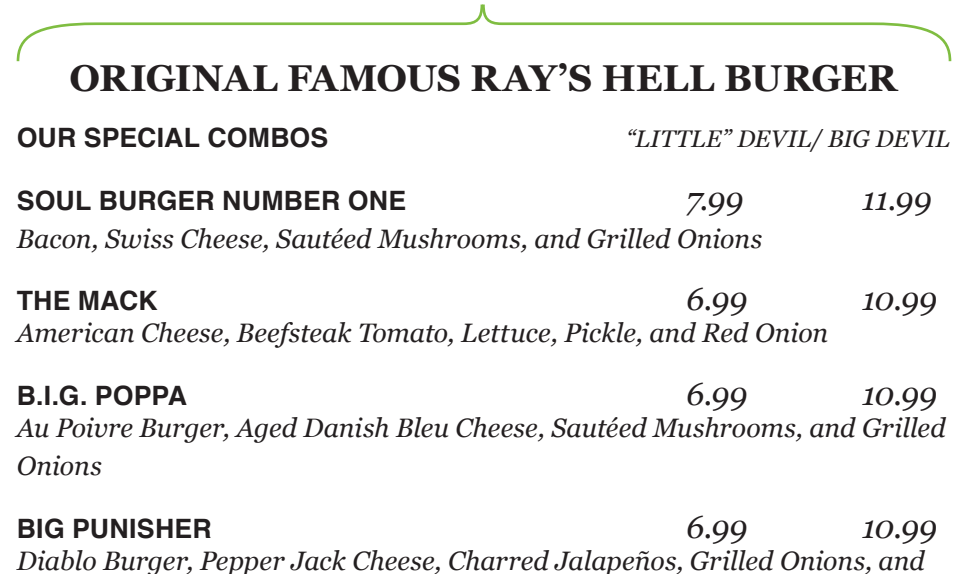 ORIGINAL FAMOUS RAY’S HELL BURGER
OUR SPECIAL COMBOS “LITTLE” DEVIL/ BIG DEVIL
SOUL BURGER NUMBER ONE 7.99 11.99
Bacon, Swiss Cheese, Sautéed Mushrooms, and Grilled Onions
THE MACK 6.99 10.99
American Cheese, Beefsteak Tomato, Lettuce, Pickle, and Red Onion
B.I.G. POPPA 6.99 10.99
Au Poivre Burger, Aged Danish Bleu Cheese, Sautéed Mushrooms, and Grilled
Onions
BIG PUNISHER 6.99 10.99
Diablo Burger, Pepper Jack Cheese, Charred Jalapeños, Grilled Onions, and